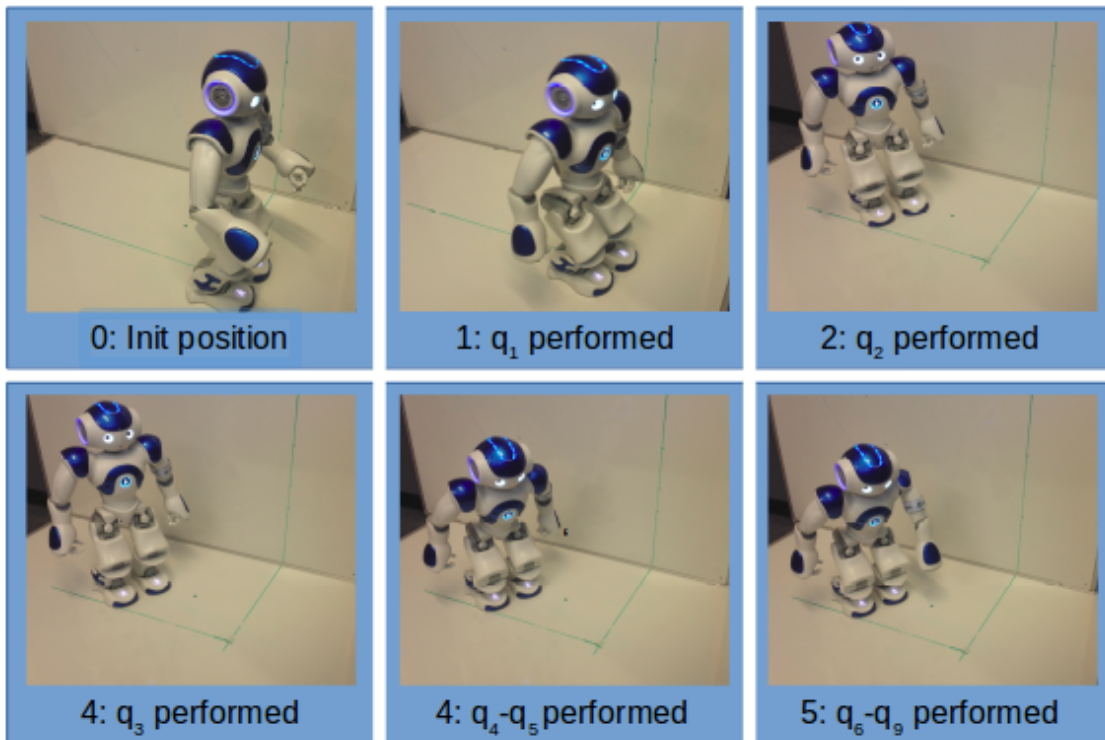 0: Init position
1: q₁ performed
2: q₂ performed
4: q₃ performed
4: q₄-q₅ performed
5: q₆-q₉ performed